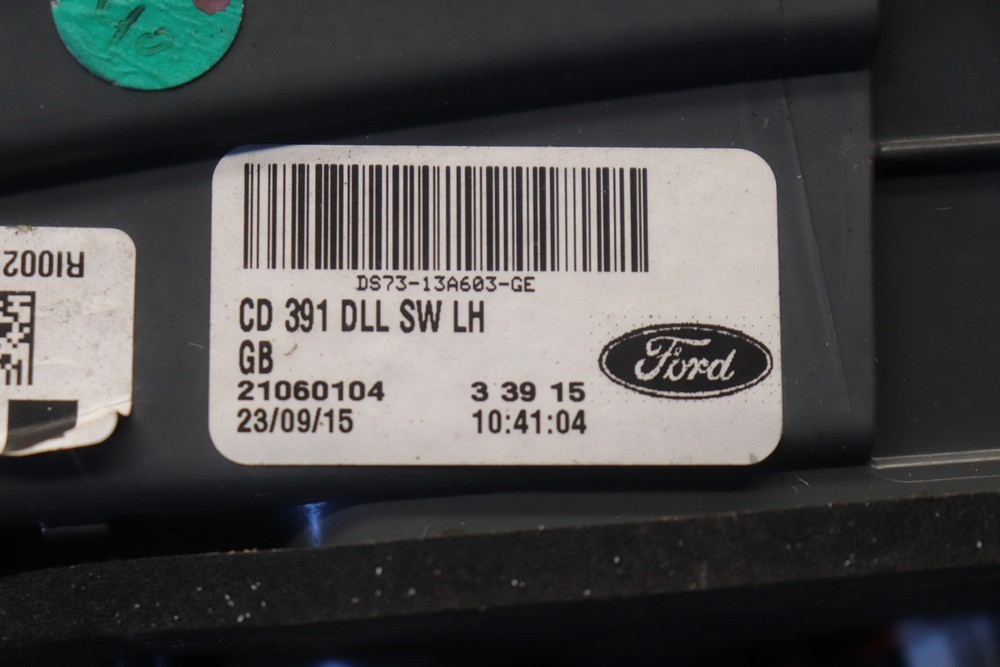 RI002
DS73-13A603-GE
CD 391 DLL SW LH
GB
21060104 3 39 15
23/09/15 10:41:04
Ford